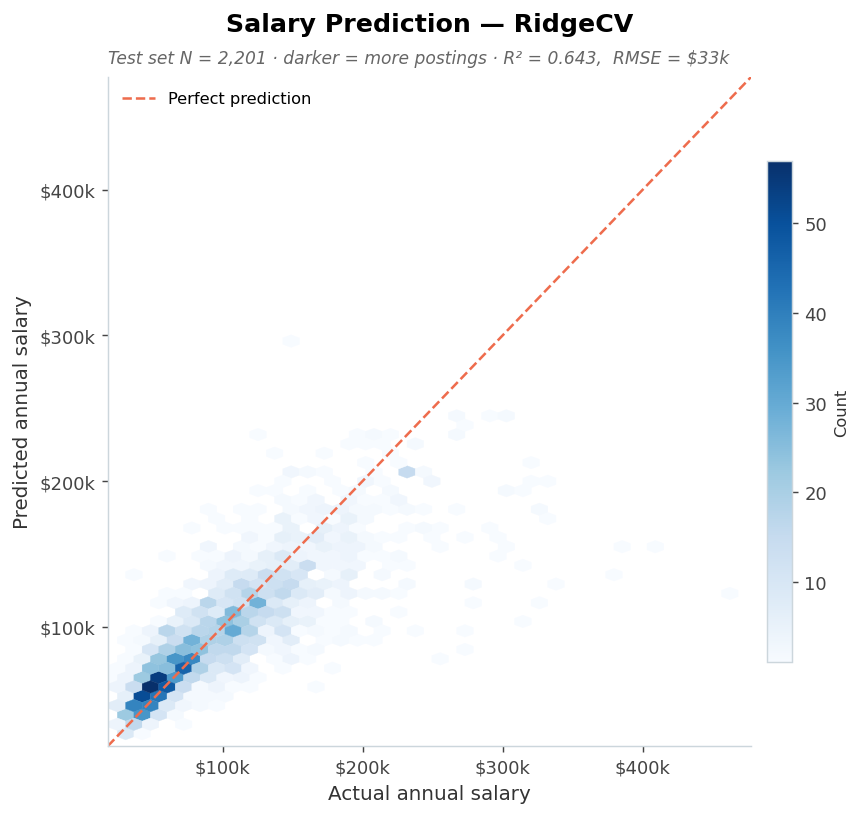 Salary Prediction — RidgeCV
Test set N = 2,201 · darker = more postings · R² = 0.643,  RMSE = $33k
Perfect prediction
$400k
$300k
$200k
$100k
Predicted annual salary
$100k
$200k
$300k
$400k
Actual annual salary
50
40
30
20
10
Count